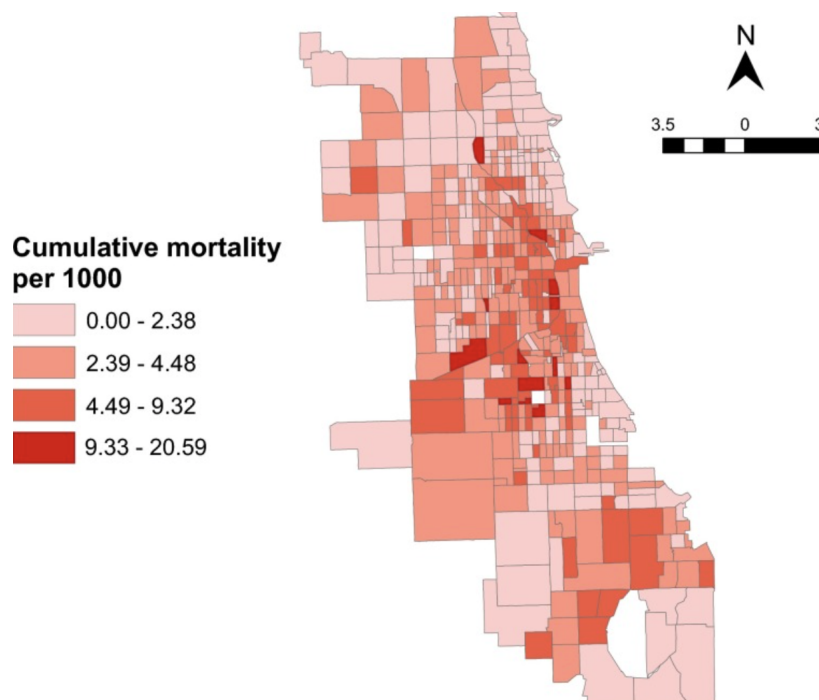 N
3.5 0 3
Cumulative mortality
per 1000
0.00 - 2.38
2.39 - 4.48
4.49 - 9.32
9.33 - 20.59